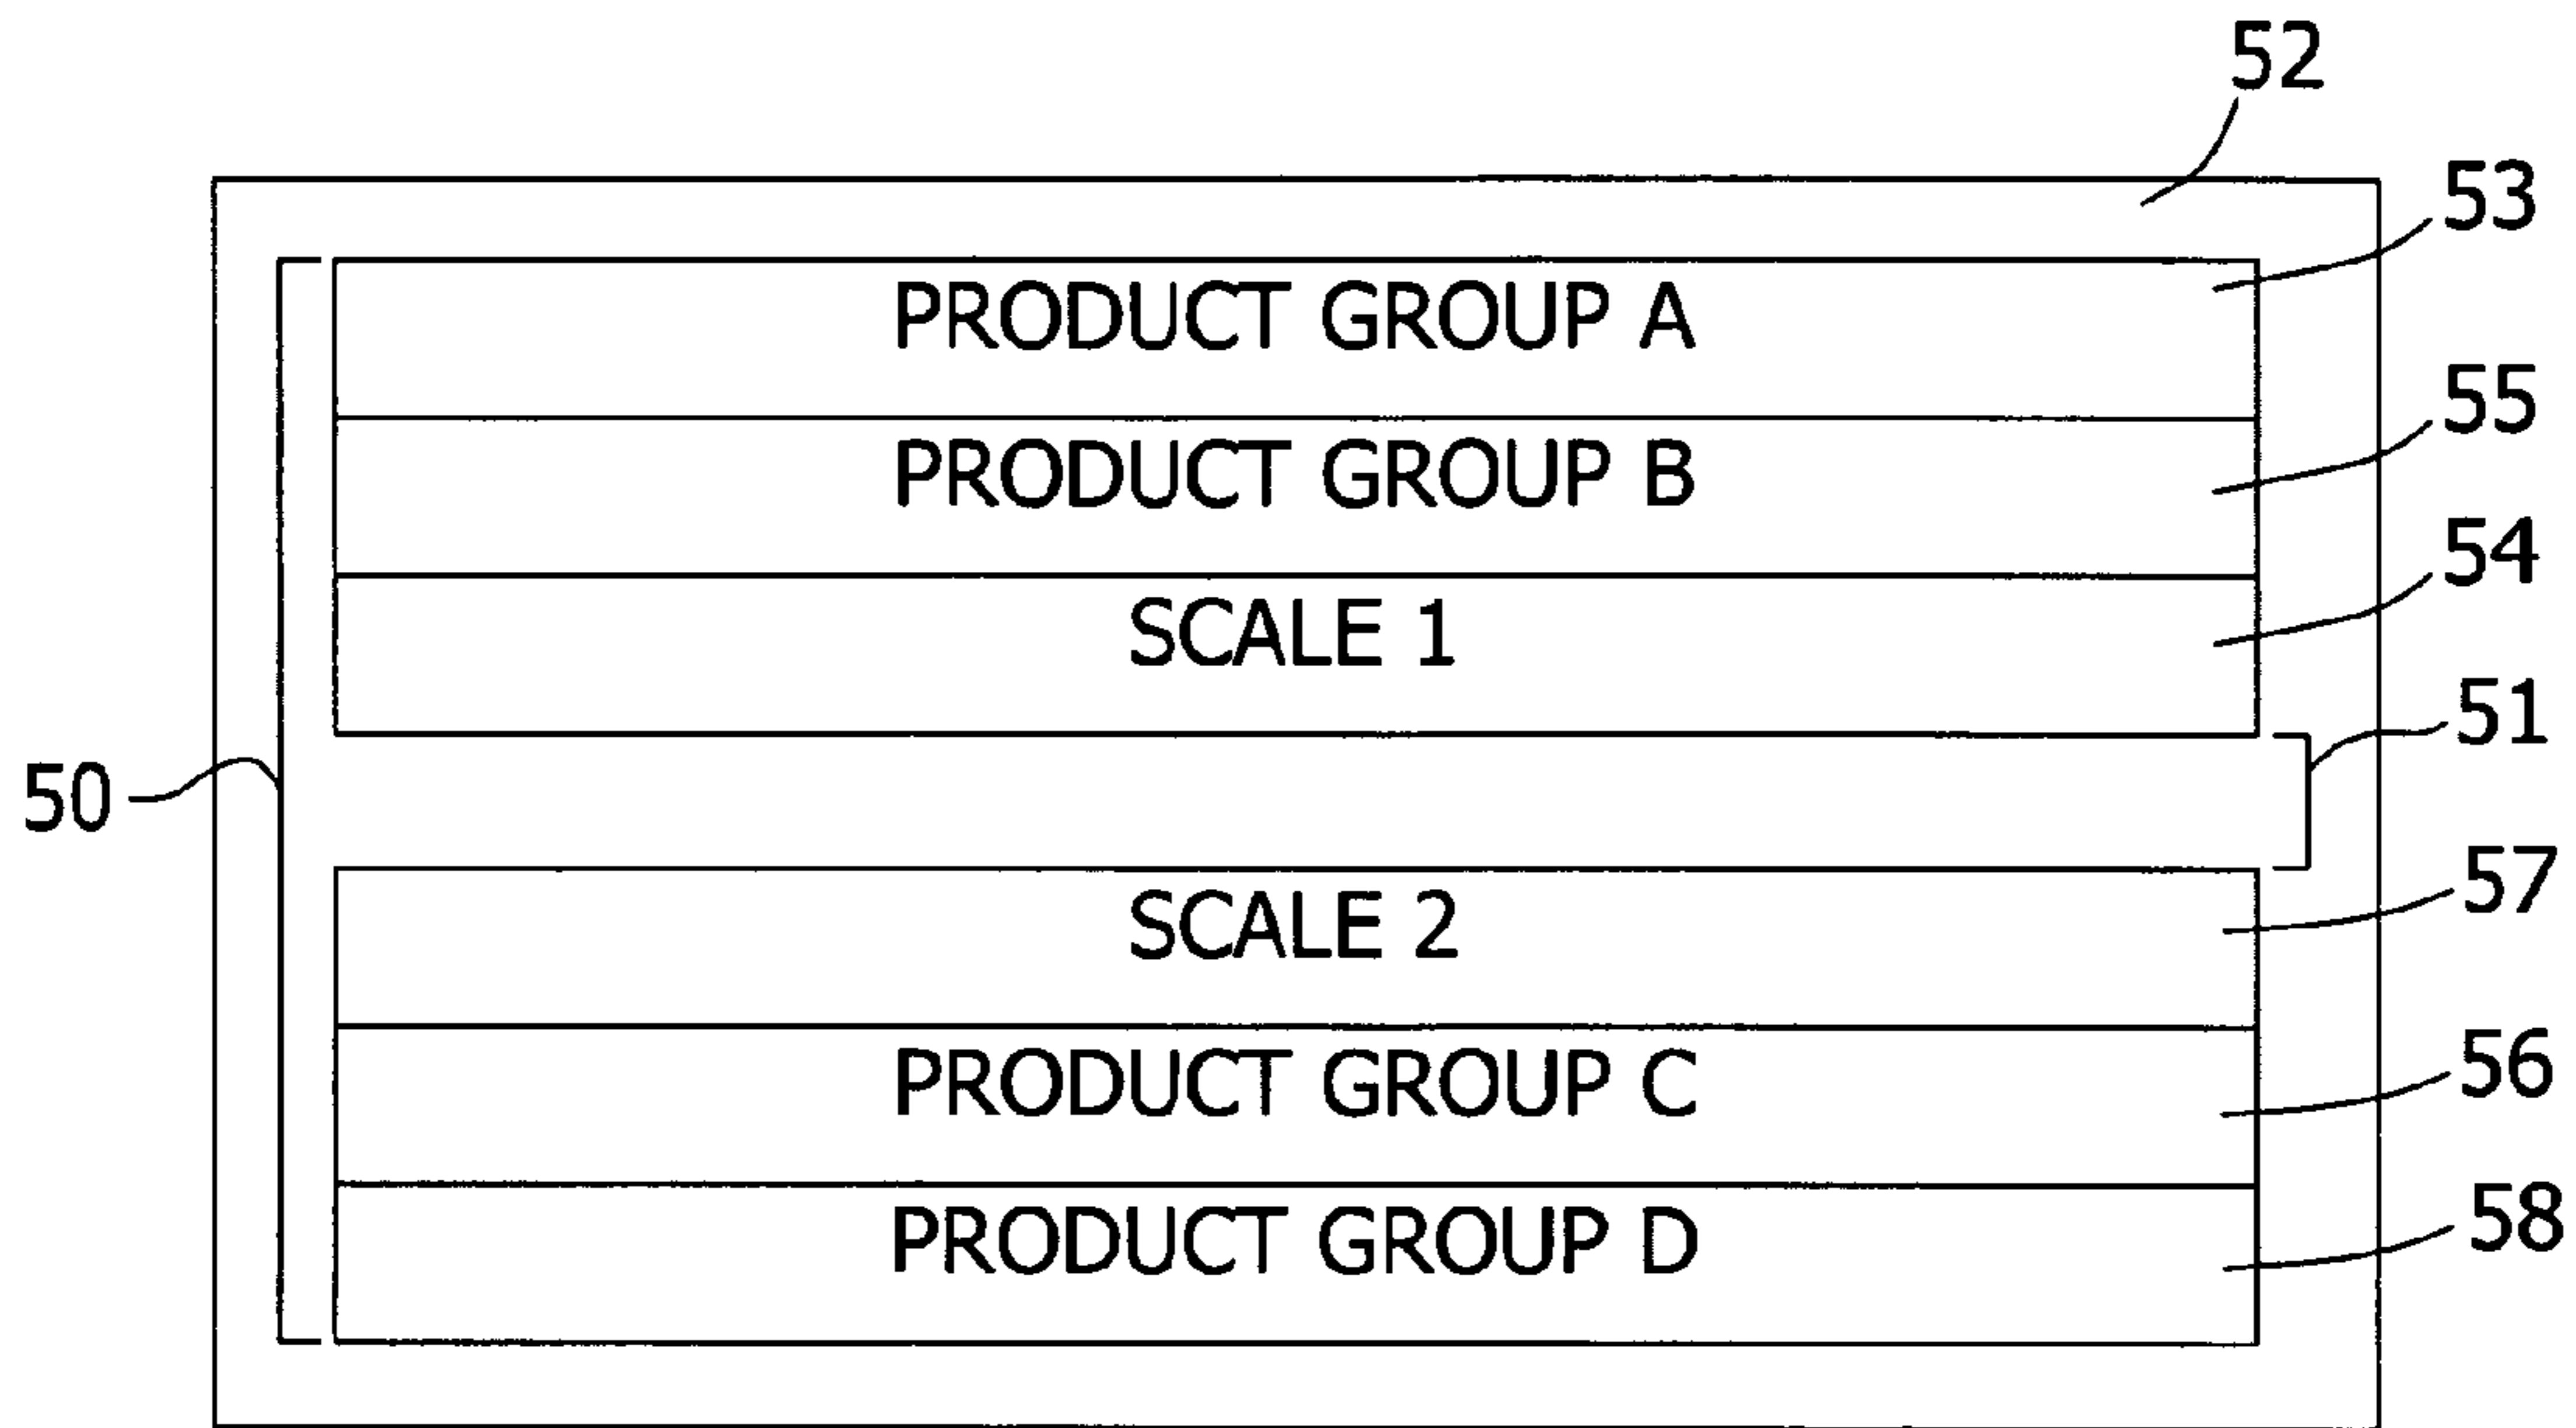 52
53
PRODUCT GROUP A
55
PRODUCT GROUP B
54
SCALE 1
51
50
57
SCALE 2
56
PRODUCT GROUP C
58
PRODUCT GROUP D